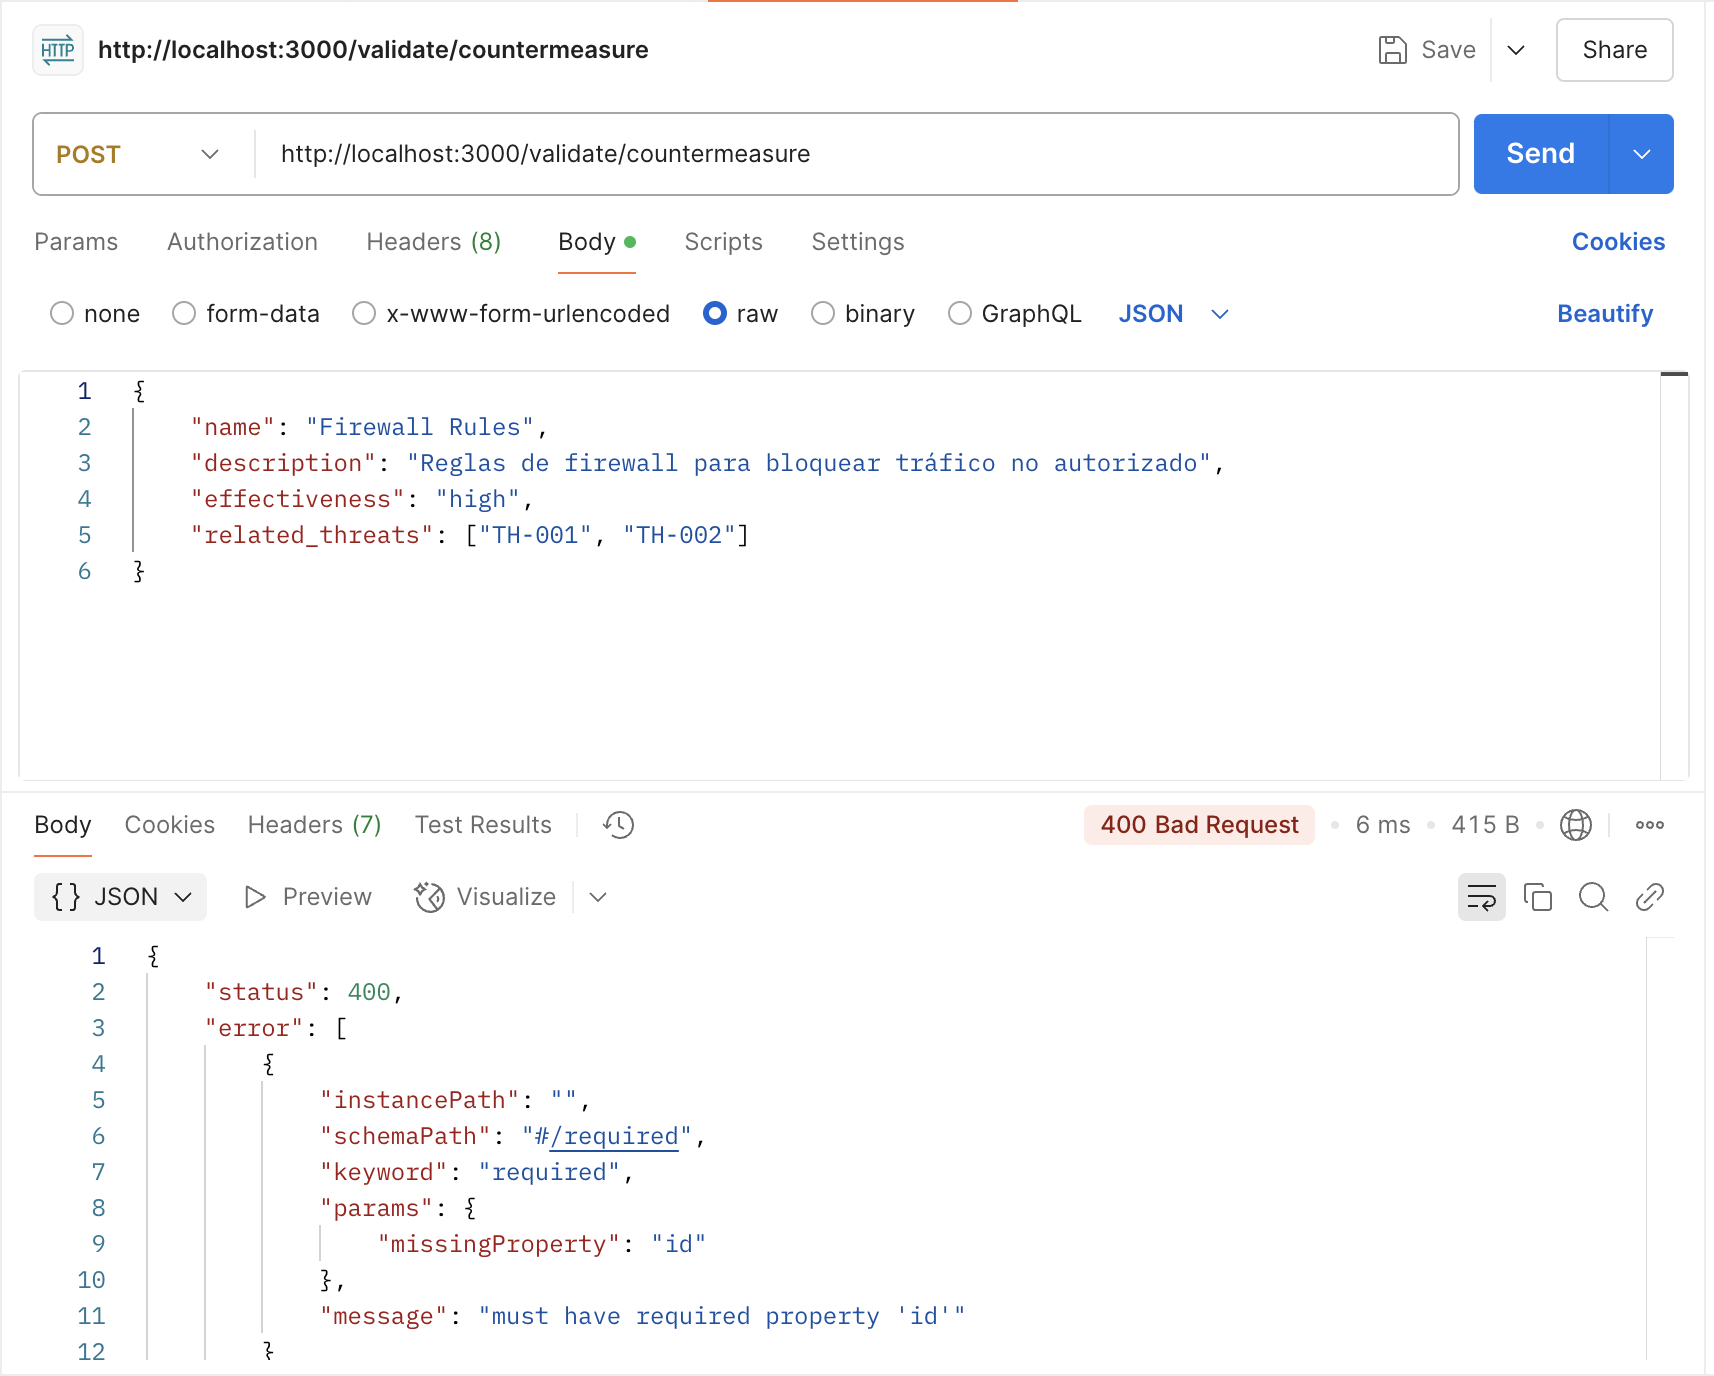 HTTP http://localhost:3000/validate/countermeasure Save Share
POST http://localhost:3000/validate/countermeasure Send
Params Authorization Headers (8) Body Scripts Settings Cookies
none form-data x-www-form-urlencoded raw binary GraphQL JSON Beautify
1 {
2 "name": "Firewall Rules",
3 "description": "Reglas de firewall para bloquear tráfico no autorizado",
4 "effectiveness": "high",
5 "related_threats": ["TH-001", "TH-002"]
6 }
Body Cookies Headers (7) Test Results 400 Bad Request 6 ms 415 B
{} JSON Preview Visualize
1 {
2 "status": 400,
3 "error": [
4 {
5 "instancePath": "",
6 "schemaPath": "#/required",
7 "keyword": "required",
8 "params": {
9 "missingProperty": "id"
10 },
11 "message": "must have required property 'id'"
12 }